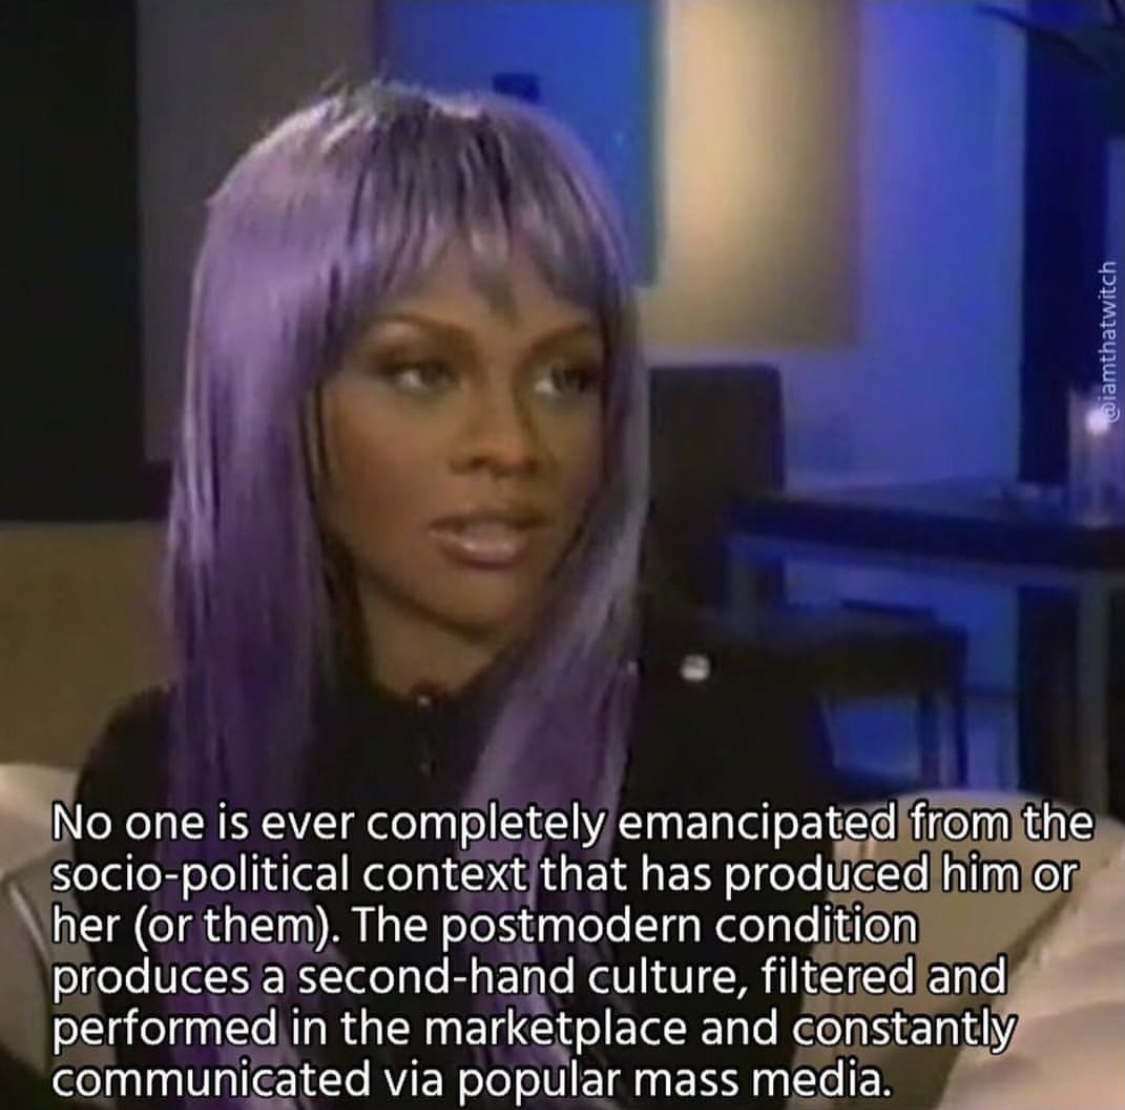 @iamthatwitch
No one is ever completely emancipated from the
socio-political context that has produced him or
her (or them). The postmodern condition
produces a second-hand culture, filtered and
performed in the marketplace and constantly
communicated via popular mass media.